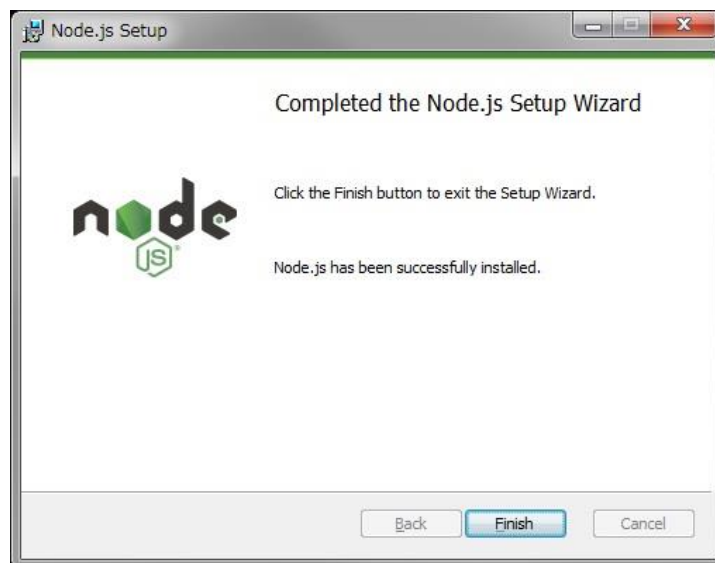 Node.js Setup
Completed the Node.js Setup Wizard
Click the Finish button to exit the Setup Wizard.
node
JS®
Node.js has been successfully installed.
Back
Finish
Cancel